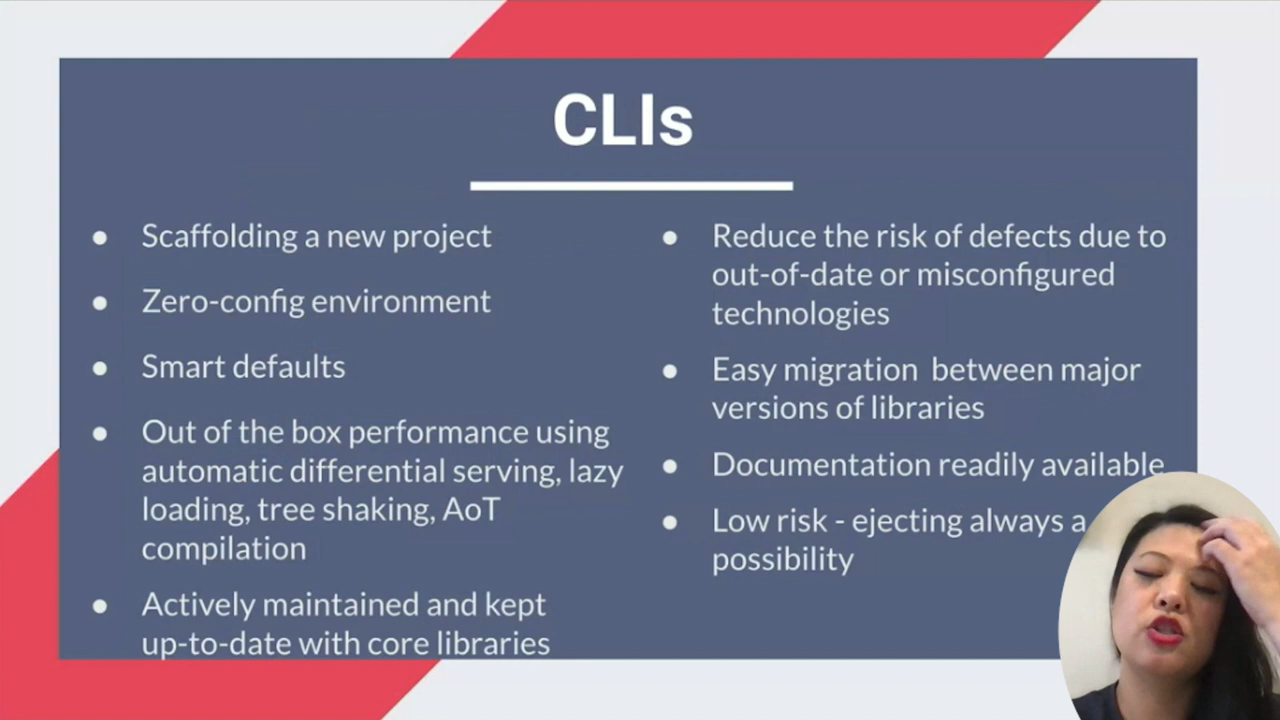 CLIs
Scaffolding a new project
Zero-config environment
Smart defaults
Out of the box performance using
automatic differential serving, lazy
loading, tree shaking, AoT
compilation
Actively maintained and kept
up-to-date with core libraries
Reduce the risk of defects due to
out-of-date or misconfigured
technologies
Easy migration  between major
versions of libraries
Documentation readily available
Low risk - ejecting always a
possibility